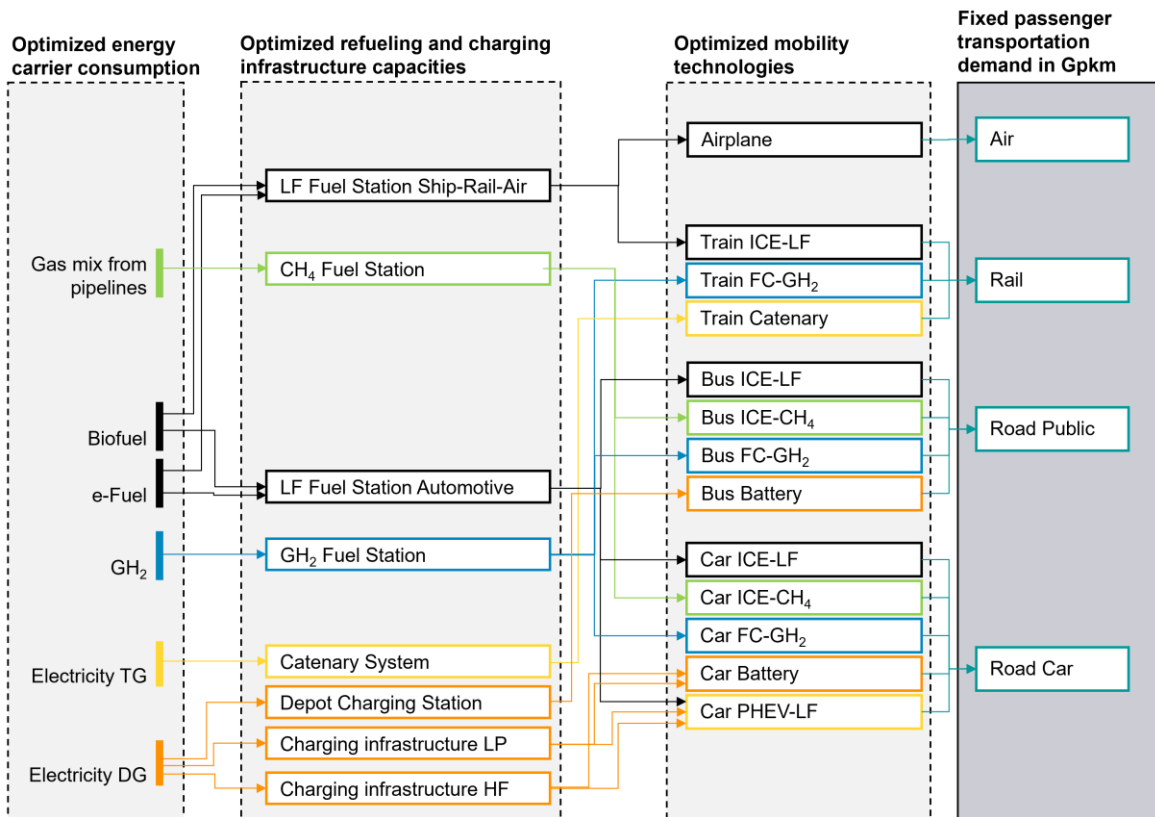 Optimized energy
carrier consumption
Optimized refueling and charging
infrastructure capacities
Optimized mobility
technologies
Fixed passenger
transportation
demand in Gpkm
Gas mix from
pipelines
Biofuel
e-Fuel
GH₂
Electricity TG
Electricity DG
LF Fuel Station Ship-Rail-Air
CH₄ Fuel Station
LF Fuel Station Automotive
GH₂ Fuel Station
Catenary System
Depot Charging Station
Charging infrastructure LP
Charging infrastructure HF
Airplane
Train ICE-LF
Train FC-GH₂
Train Catenary
Bus ICE-LF
Bus ICE-CH₄
Bus FC-GH₂
Bus Battery
Car ICE-LF
Car ICE-CH₄
Car FC-GH₂
Car Battery
Car PHEV-LF
Air
Rail
Road Public
Road Car